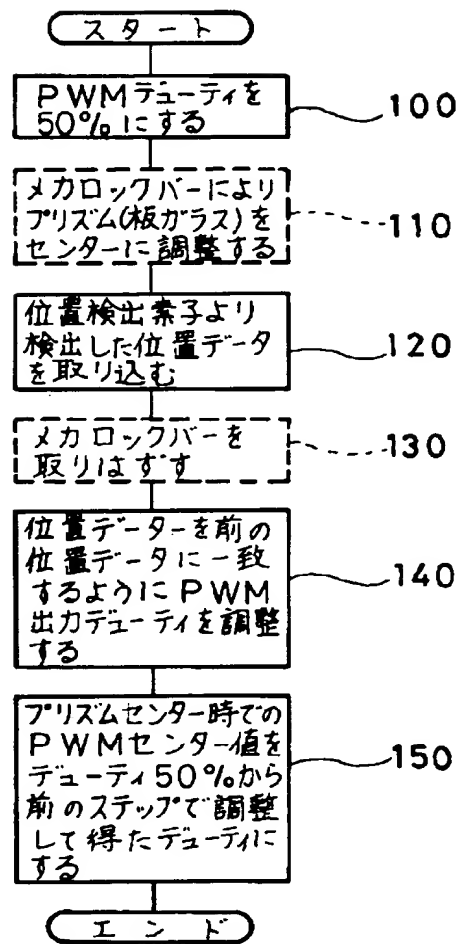 スタート
PWMデューティを
50%にする
100
メカロックバーにより
プリズム(板ガラス)を
センターに調整する
110
位置検出素子より
検出した位置データ
を取り込む
120
メカロックバーを
取りはずす
130
位置データーを前の
位置データに一致
するようにPWM
出力デューティを調整
する
140
プリズムセンター時での
PWMセンター値を
デューティ50%から
前のステップで調整
して得たデューティに
する
150
エンド